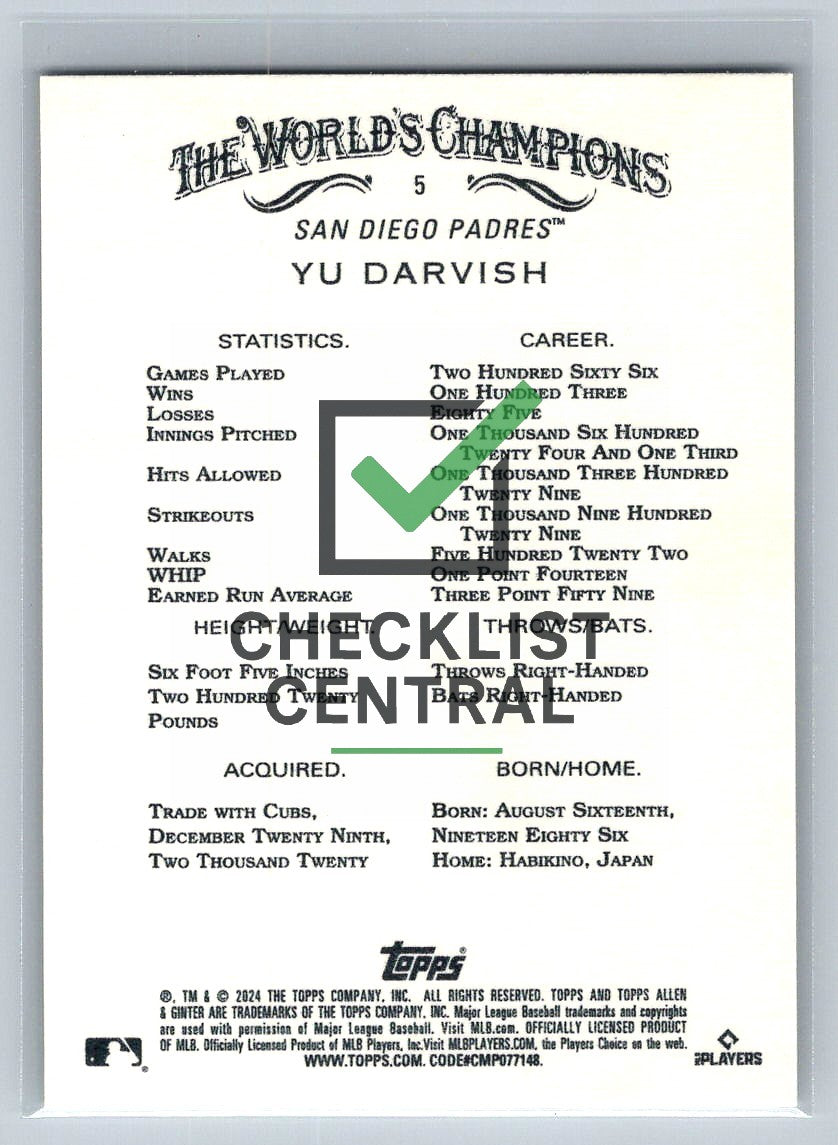 THE WORLD'S CHAMPIONS
5
SAN DIEGO PADRES™
YU DARVISH
STATISTICS. CAREER.
GAMES PLAYED TWO HUNDRED SIXTY SIX
WINS ONE HUNDRED THREE
LOSSES EIGHTY FIVE
INNINGS PITCHED ONE THOUSAND SIX HUNDRED
TWENTY FOUR AND ONE THIRD
HITS ALLOWED ONE THOUSAND THREE HUNDRED
TWENTY NINE
STRIKEOUTS ONE THOUSAND NINE HUNDRED
TWENTY NINE
WALKS FIVE HUNDRED TWENTY TWO
WHIP ONE POINT FOURTEEN
EARNED RUN AVERAGE THREE POINT FIFTY NINE
CHECKLIST
CENTRAL
HEIGHT/WEIGHT. THROWS/BATS.
SIX FOOT FIVE INCHES THROWS RIGHT-HANDED
TWO HUNDRED TWENTY BATS RIGHT-HANDED
POUNDS
ACQUIRED. BORN/HOME.
TRADE WITH CUBS, BORN: AUGUST SIXTEENTH,
DECEMBER TWENTY NINTH, NINETEEN EIGHTY SIX
TWO THOUSAND TWENTY HOME: HABIKINO, JAPAN
Topps®
®, TM & © 2024 THE TOPPS COMPANY, INC. ALL RIGHTS RESERVED. TOPPS AND TOPPS ALLEN
& GINTER ARE TRADEMARKS OF THE TOPPS COMPANY, INC. Major League Baseball trademarks and copyrights
are used with permission of Major League Baseball. Visit MLB.com. OFFICIALLY LICENSED PRODUCT
OF MLB. Officially Licensed Product of MLB Players, Inc.Visit MLBPLAYERS.COM, the Players Choice on the web.
WWW.TOPPS.COM. CODE#CMP077148.
MLBPLAYERS